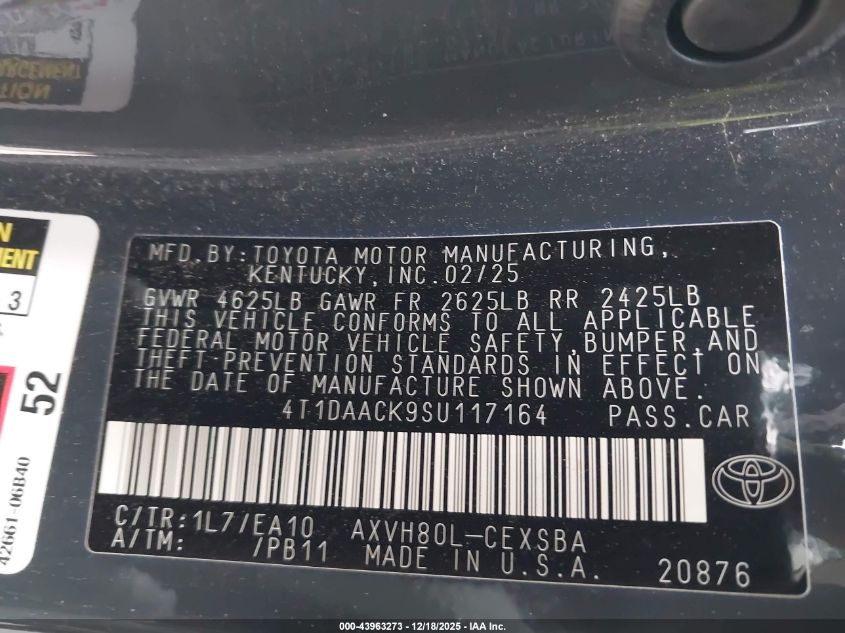 MFD.BY:TOYOTA MOTOR MANUFACTURING,
KENTUCKY,INC.02/25
GVWR 4625LB GAWR FR 2625LB RR 2425LB
THIS VEHICLE CONFORMS TO ALL APPLICABLE
FEDERAL MOTOR VEHICLE SAFETY,BUMPER,AND
THEFT-PREVENTION STANDARDS IN EFFECT ON
THE DATE OF MANUFACTURE SHOWN ABOVE.
4T1DAACK9SU117164 PASS.CAR
C/TR:1L7/EA10 AXVH80L-CEXSBA
A/TM: /PB11 MADE IN U.S.A.
20876
3
52
42661-06B40
000-43963273 - 12/18/2025 - IAA Inc.